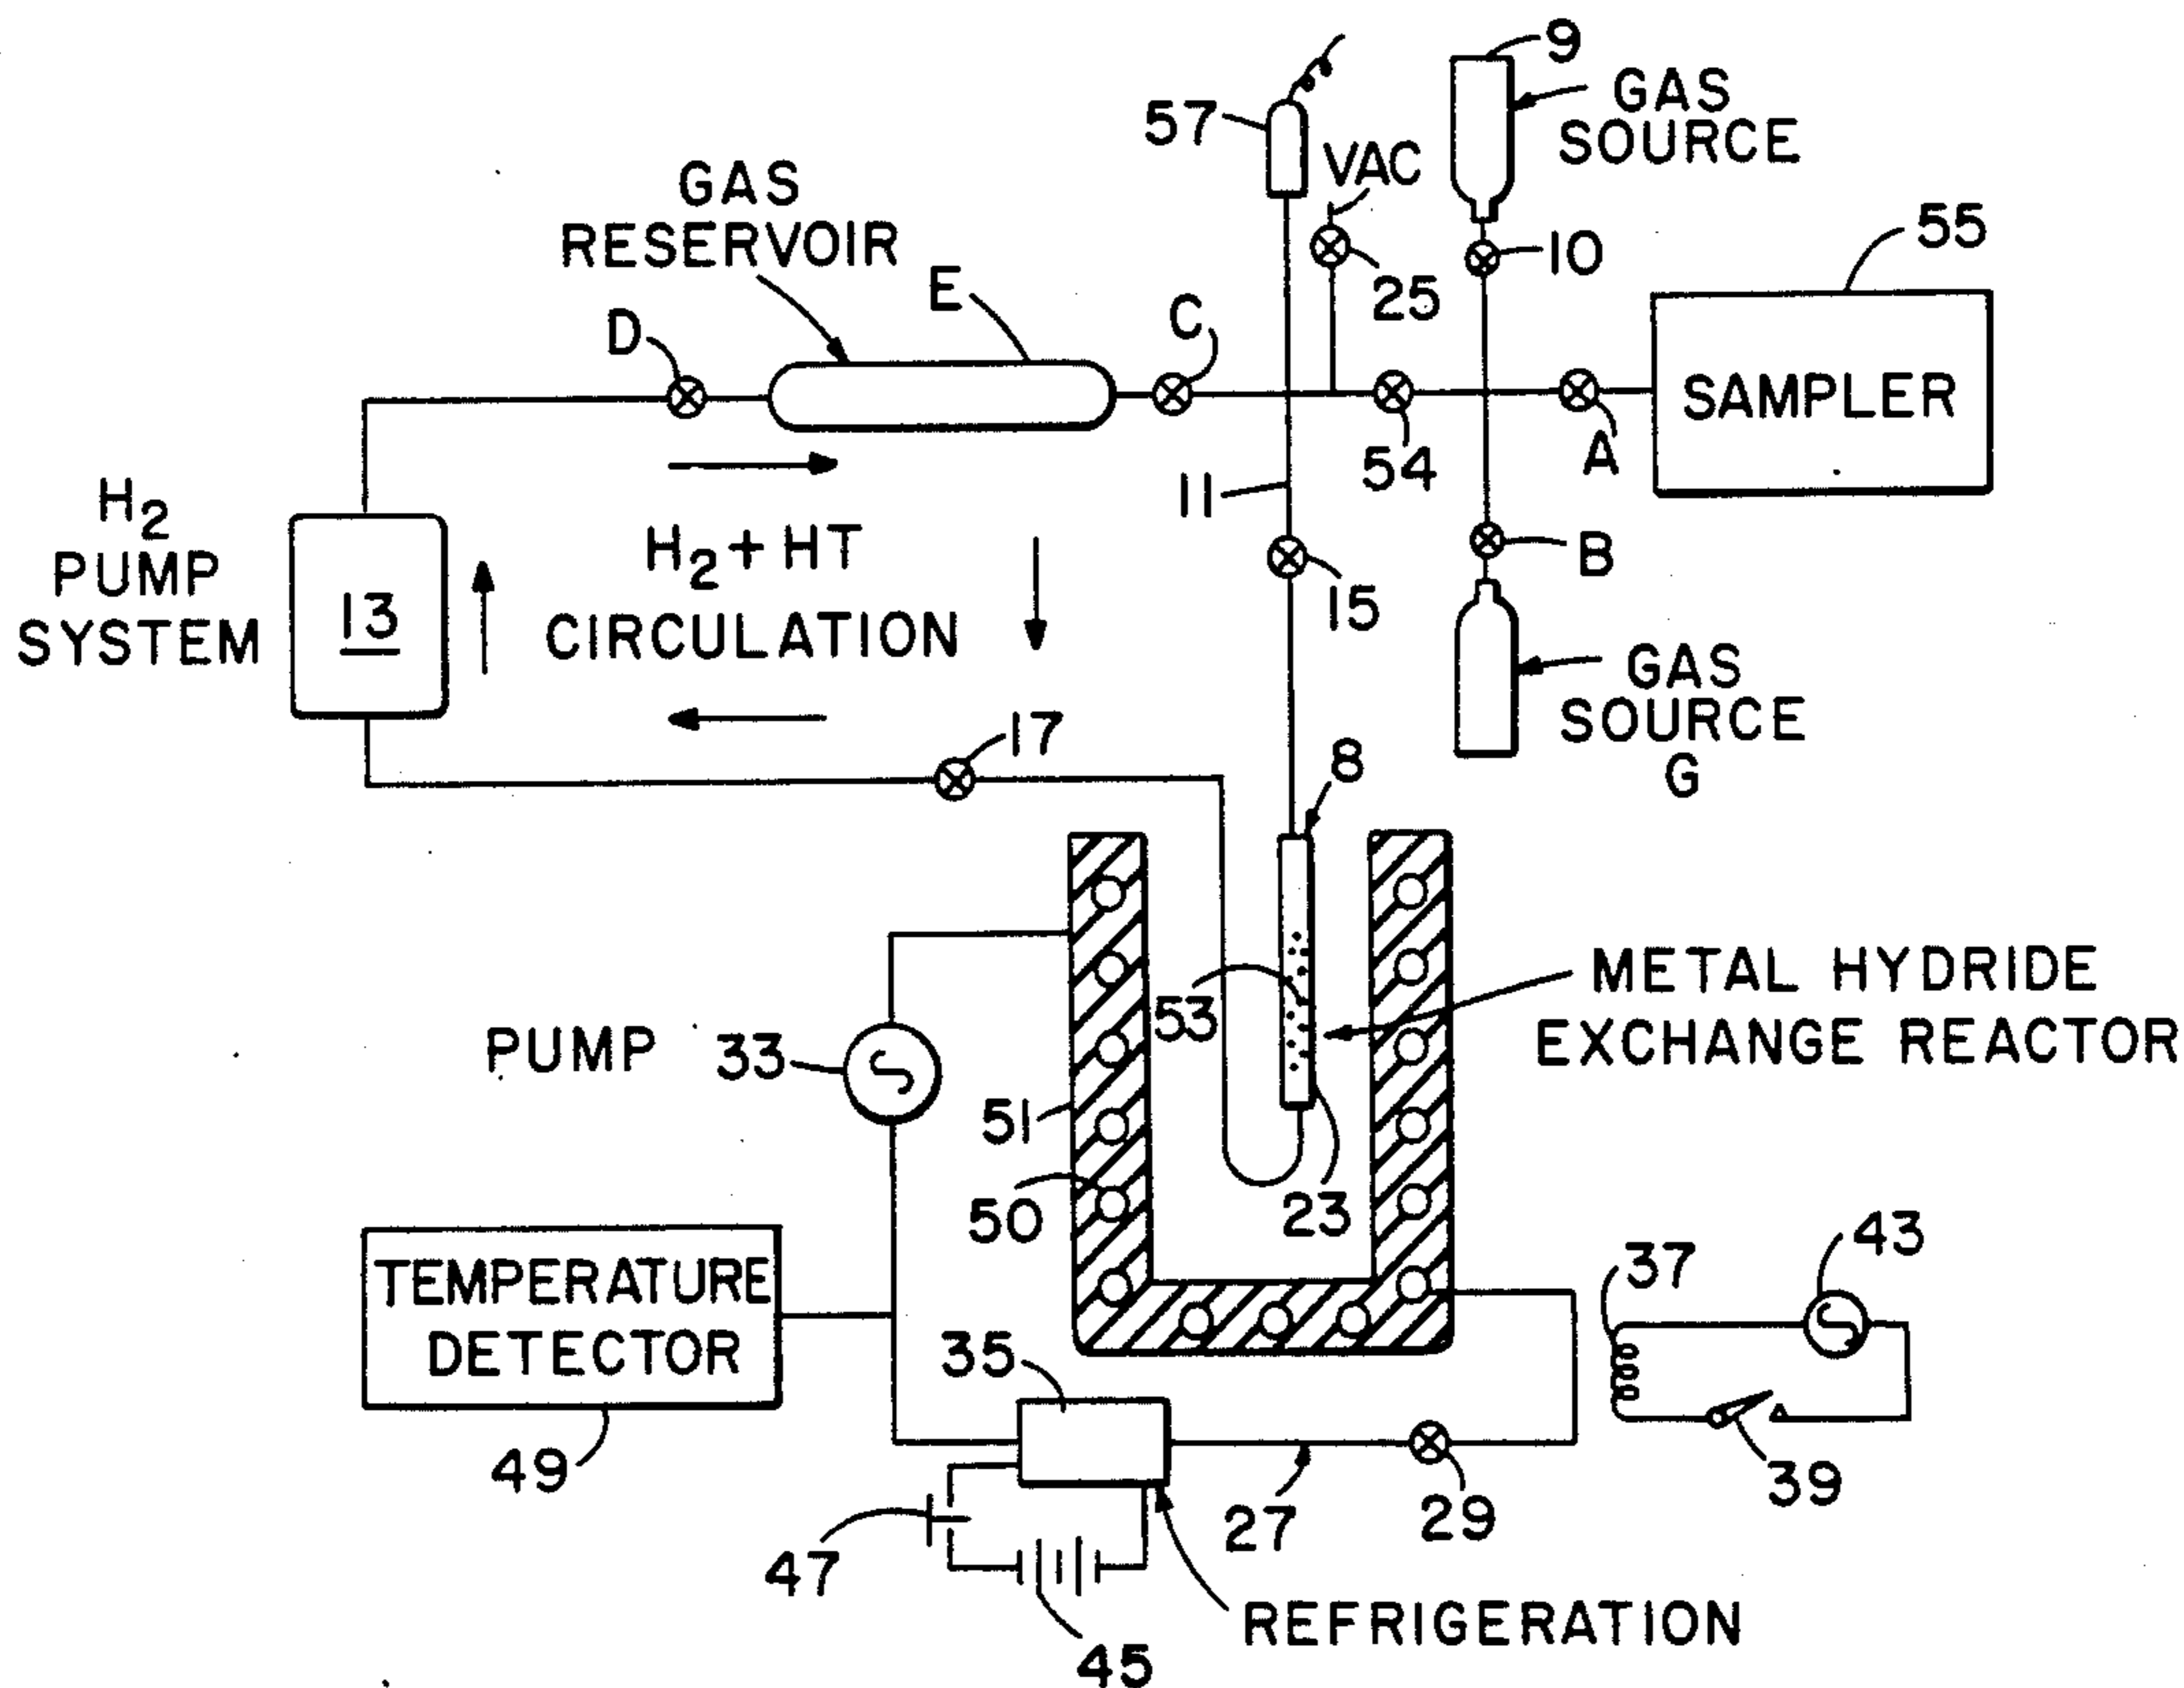 9
GAS
SOURCE
57
VAC
GAS
RESERVOIR
10
55
E
25
D
C
SAMPLER
54
A
11
H2
PUMP
SYSTEM
13
H2+HT
CIRCULATION
15
B
GAS
SOURCE
G
17
8
53
METAL HYDRIDE
EXCHANGE REACTOR
PUMP 33
51
50
23
43
37
TEMPERATURE
DETECTOR
35
49
39
27
29
47
REFRIGERATION
45